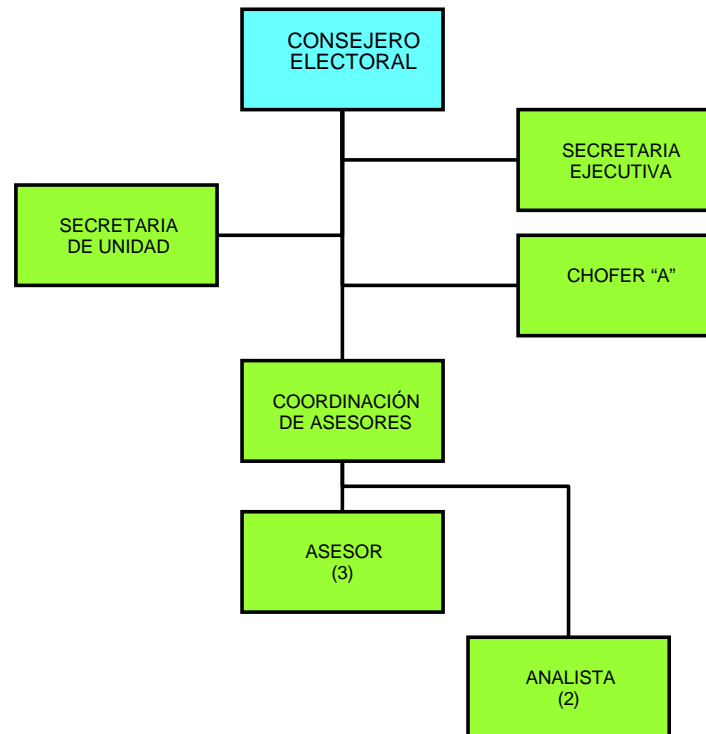 CONSEJERO
ELECTORAL
SECRETARIA
EJECUTIVA
SECRETARIA
DE UNIDAD
CHOFER “A”
COORDINACIÓN
DE ASESORES
ASESOR
(3)
ANALISTA
(2)